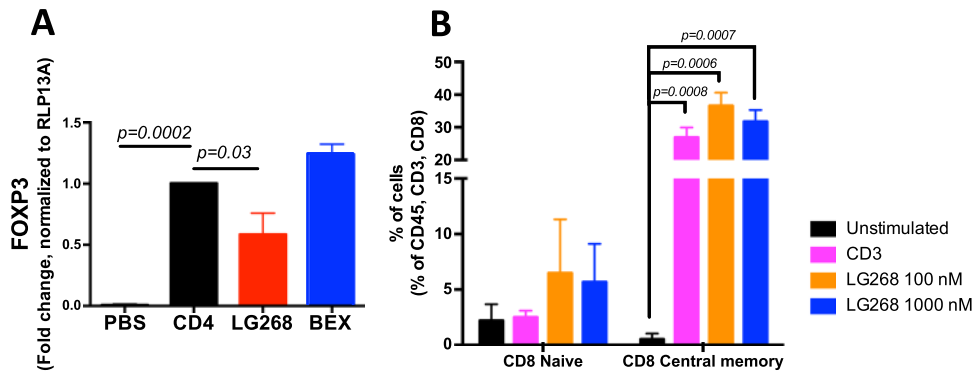 A
FOXP3
(Fold change, normalized to RLP13A)
1.5
1.0
0.5
0.0
p=0.0002
p=0.03
PBS CD4 LG268 BEX
B
% of cells
(% of CD45, CD3, CD8)
50
40
30
20
15
10
5
0
p=0.0007
p=0.0006
p=0.0008
CD8 Naive CD8 Central memory
Unstimulated
CD3
LG268 100 nM
LG268 1000 nM